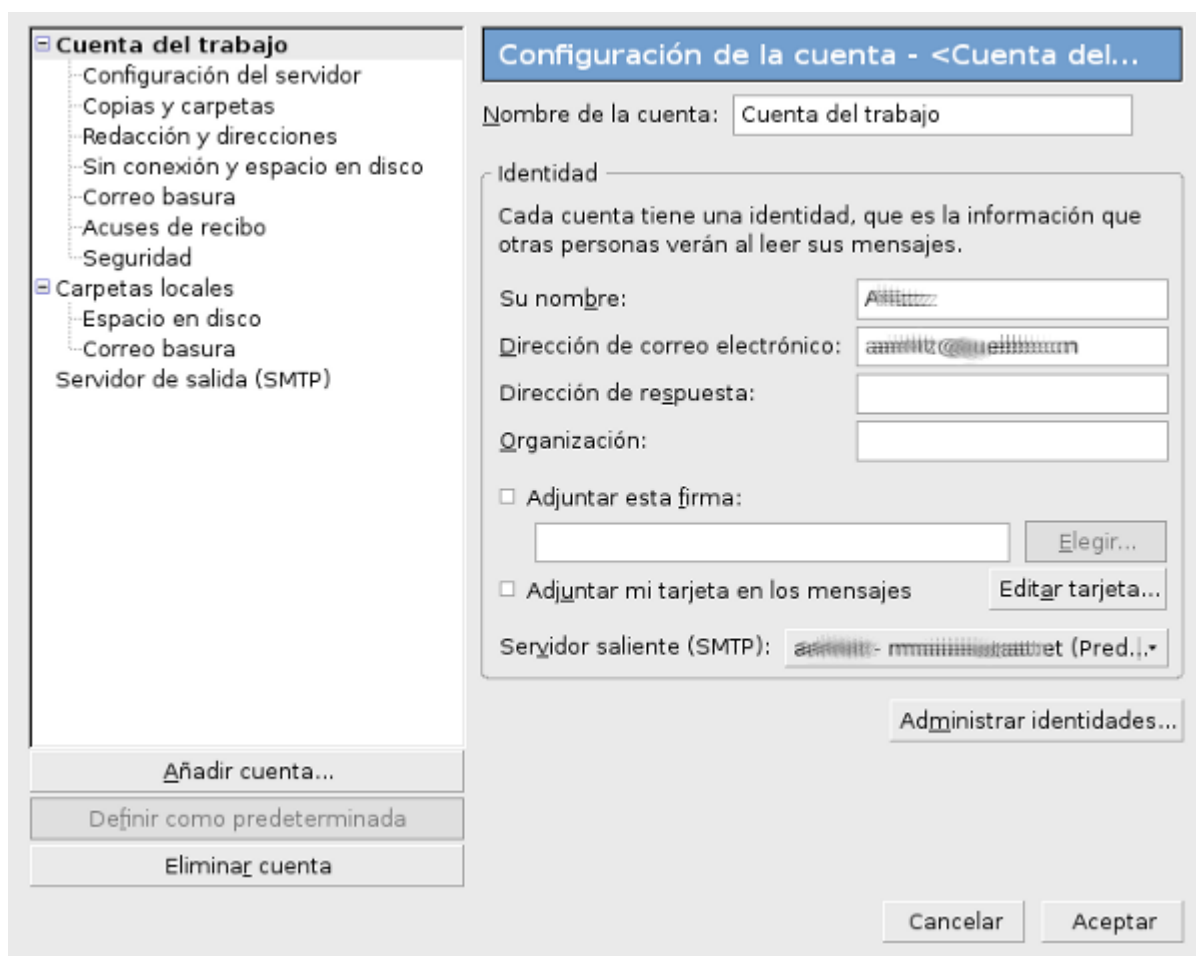 Cuenta del trabajo
Configuración del servidor
Copias y carpetas
Redacción y direcciones
Sin conexión y espacio en disco
Correo basura
Acuses de recibo
Seguridad
Carpetas locales
Espacio en disco
Correo basura
Servidor de salida (SMTP)
Añadir cuenta...
Definir como predeterminada
Eliminar cuenta
Configuración de la cuenta - <Cuenta del...
Nombre de la cuenta: Cuenta del trabajo
Identidad
Cada cuenta tiene una identidad, que es la información que
otras personas verán al leer sus mensajes.
Su nombre:
Dirección de correo electrónico:
Dirección de respuesta:
Organización:
Adjuntar esta firma:
Elegir...
Adjuntar mi tarjeta en los mensajes Editar tarjeta...
Servidor saliente (SMTP): (Pred...
Administrar identidades...
Cancelar Aceptar